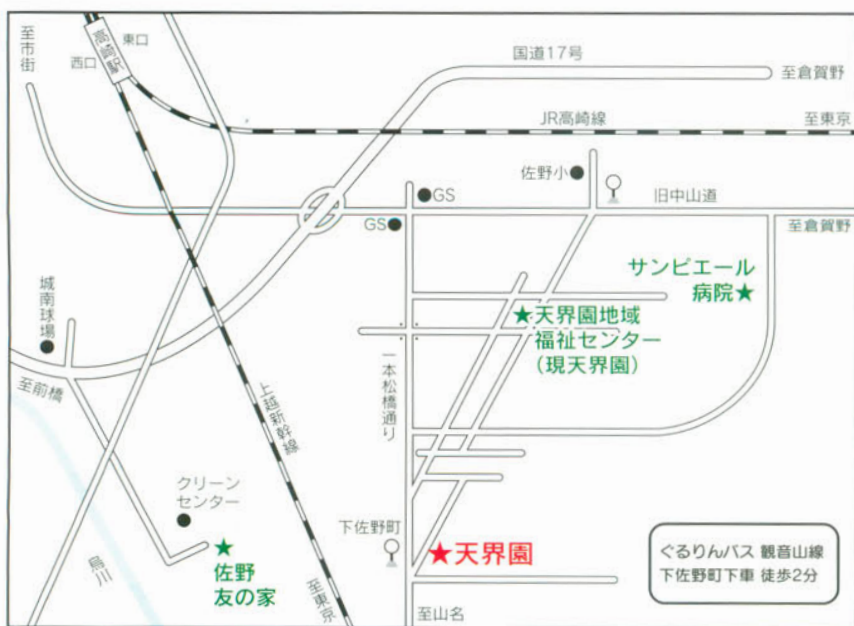 至市街
高崎駅
東口
西口
国道17号
至倉賀野
JR高崎線
至東京
佐野小●
●GS
旧中山道
GS●
至倉賀野
サンピエール
病院★
城南球場
★天界園地域
福祉センター
（現天界園）
至前橋
一本松橋通り
上越新幹線
クリーン
センター
下佐野町
★天界園
ぐるりんバス 観音山線
下佐野町下車 徒歩2分
★
佐野
友の家
烏川
至東京
至山名